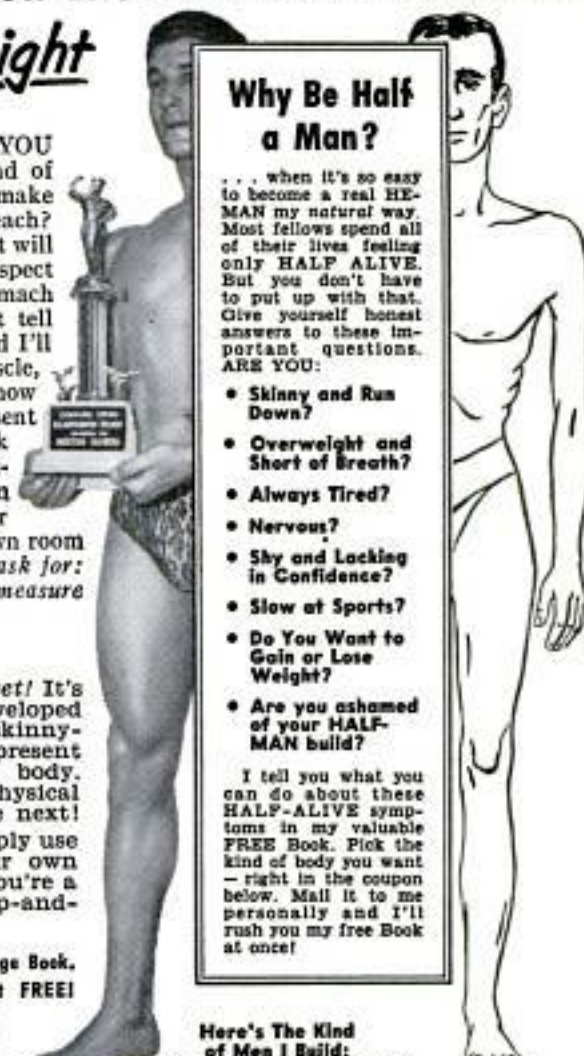 ight
YOU
nd of
make
each?
t will
spect
mach
t tell
d I'll
scle,
now
sent
k
-
n
r
wn room
ask for:
measure
et! It's
veloped
skinny-
present
body.
hysical
e next!
ply use
r own
ou're a
p-and-
ge Book.
t FREE!
Why Be Half
a Man?
. . . when it's so easy
to become a real HE-
MAN my natural way.
Most fellows spend all
of their lives feeling
only HALF ALIVE.
But you don't have
to put up with that.
Give yourself honest
answers to these im-
portant questions.
ARE YOU:
• Skinny and Run
Down?
• Overweight and
Short of Breath?
• Always Tired?
• Nervous?
• Shy and Lacking
in Confidence?
• Slow at Sports?
• Do You Want to
Gain or Lose
Weight?
• Are you ashamed
of your HALF-
MAN build?
I tell you what you
can do about these
HALF-ALIVE symp-
toms in my valuable
FREE Book. Pick the
kind of body you want
— right in the coupon
below. Mail it to me
personally and I'll
rush you my free Book
at once!
Here's The Kind
of Men I Build: